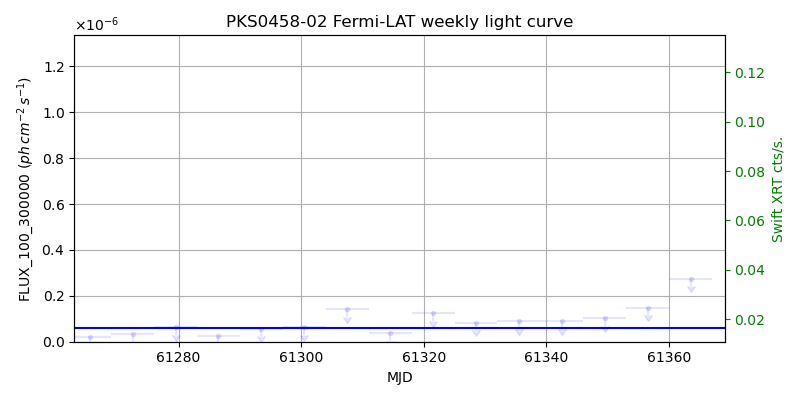 PKS0458-02 Fermi-LAT weekly light curve
×10⁻⁶
1.2
1.0
0.8
0.6
0.4
0.2
0.0
FLUX_100_300000 (ph cm⁻² s⁻¹)
0.12
0.10
0.08
0.06
0.04
0.02
Swift XRT cts/s.
61280 61300 61320 61340 61360
MJD